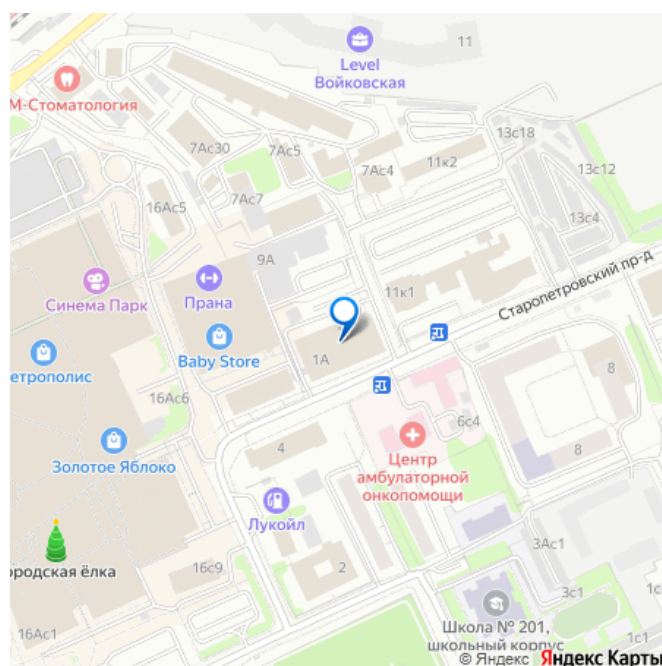 11
Level
Войковская
М-Стоматология
7Ас30
7Ас5
7Ас4
11к2
13с18
13с12
13с4
16Ас5
7Ас7
9А
Синема Парк
Прана
11к1
Старопетровский пр-д
етрополис
Baby Store
1А
16Ас6
8
6с4
8
Золотое Яблоко
4
Центр
амбулаторной
онкопомощи
Лукойл
3Ас1
ородская ёлка
16с9
2
3с1
1с1
16Ас1
Школа № 201,
школьный корпус
© Яндекс Яндекс Карты